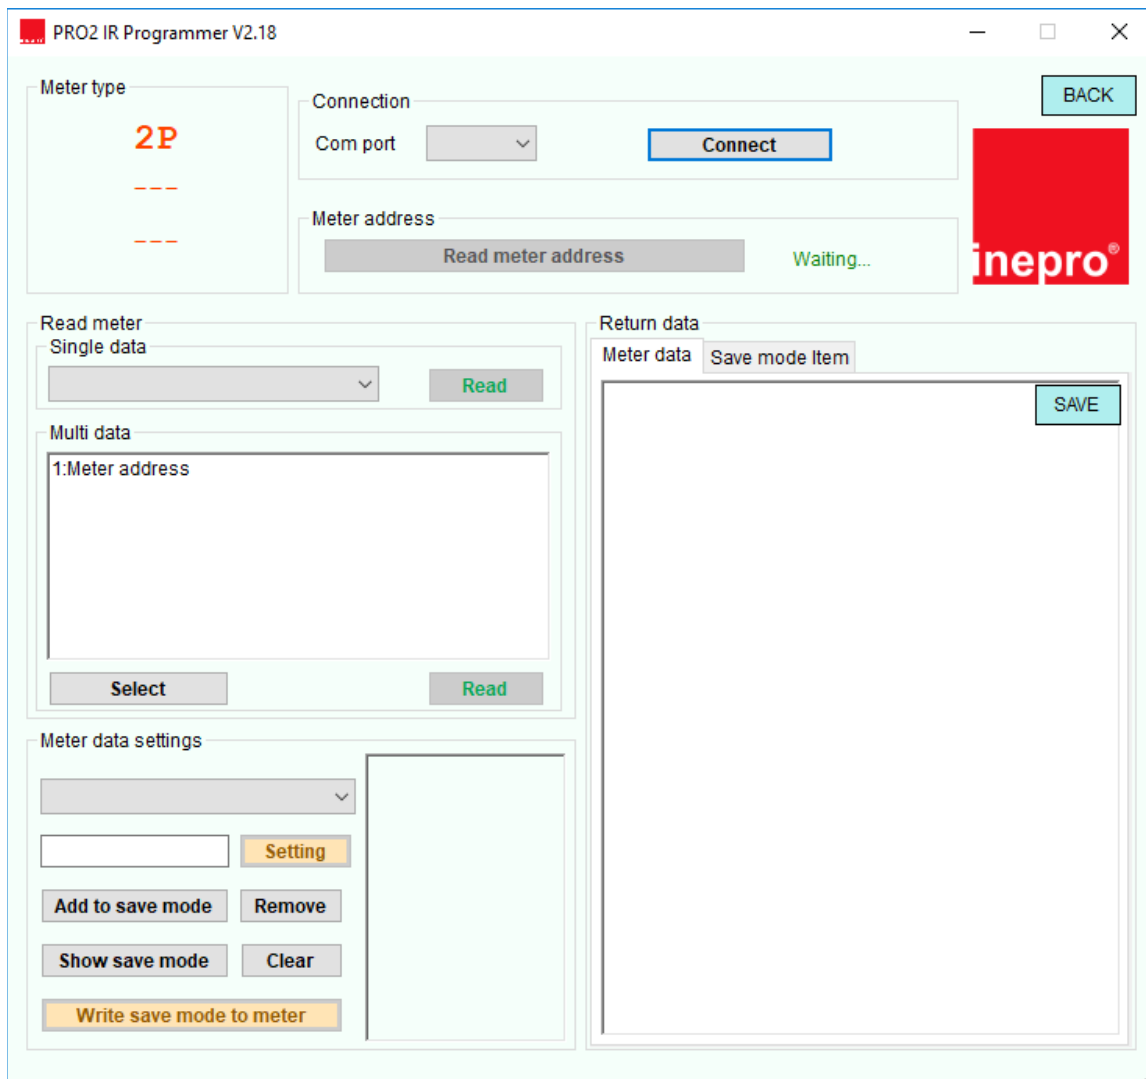 PRO2 IR Programmer V2.18
Meter type
2P
---
---
Connection
Com port
Connect
BACK
Meter address
Read meter address
Waiting...
inepro®
Read meter
Single data
Read
Multi data
1:Meter address
Select
Read
Return data
Meter data
Save mode Item
SAVE
Meter data settings
Setting
Add to save mode
Remove
Show save mode
Clear
Write save mode to meter